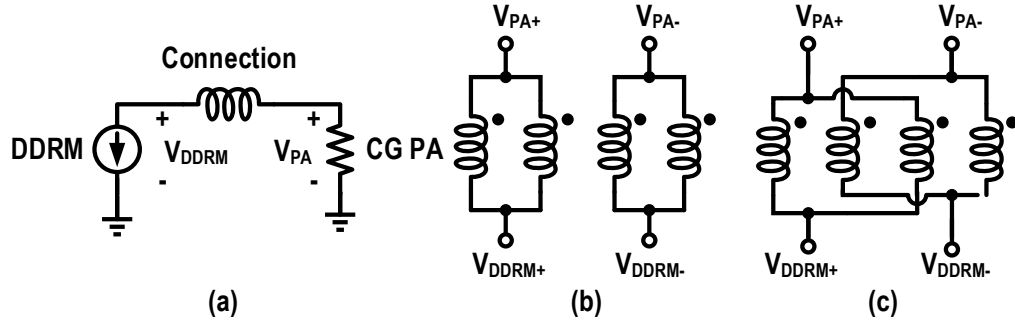 V_PA+ V_PA- V_PA+ V_PA-
Connection
+ +
DDRM V_DDRM V_PA CG PA
- -
V_DDRM+ V_DDRM- V_DDRM+ V_DDRM-
(a) (b) (c)